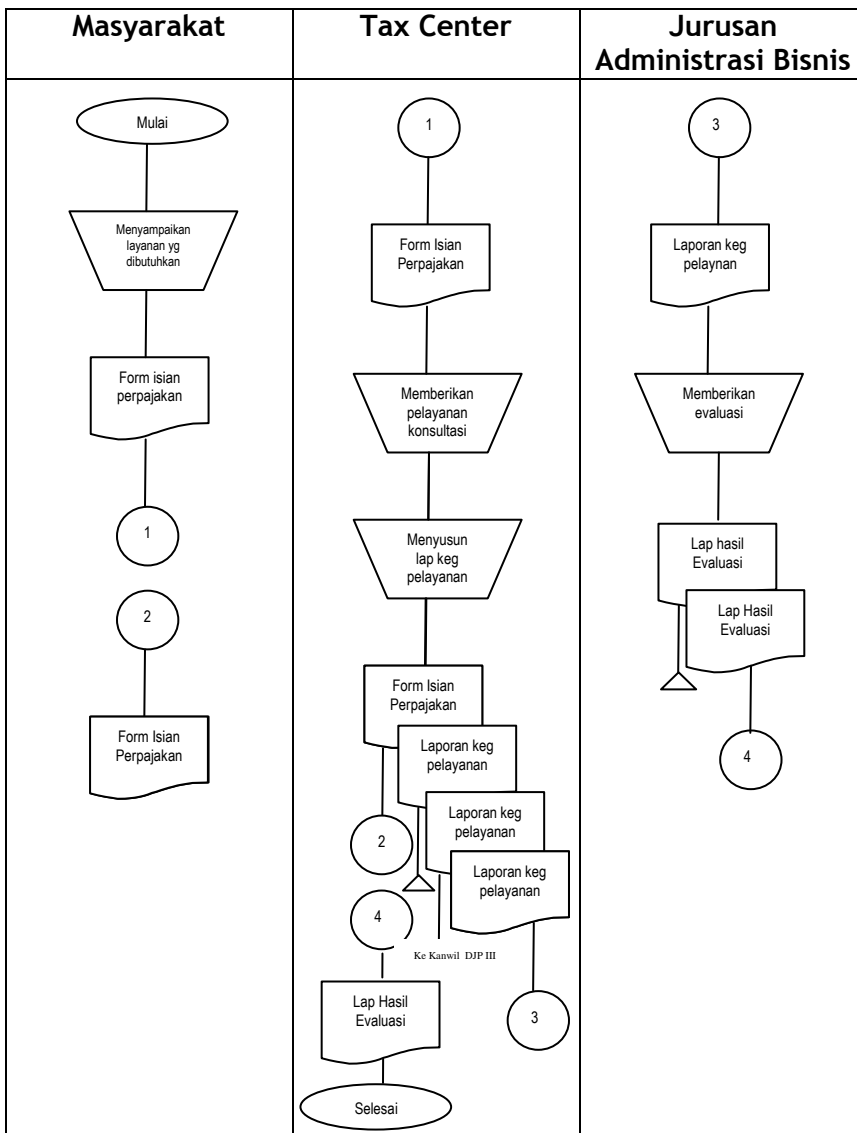 Masyarakat
Tax Center
Jurusan
Administrasi Bisnis
Mulai
Menyampaikan
layanan yg
dibutuhkan
Form isian
perpajakan
1
2
Form Isian
Perpajakan
1
Form Isian
Perpajakan
Memberikan
pelayanan
konsultasi
Menyusun
lap keg
pelayanan
Form Isian
Perpajakan
Laporan keg
pelayanan
Laporan keg
pelayanan
Laporan keg
pelayanan
2
4
Ke Kanwil DJP III
Lap Hasil
Evaluasi
3
Selesai
3
Laporan keg
pelaynan
Memberikan
evaluasi
Lap hasil
Evaluasi
Lap Hasil
Evaluasi
4